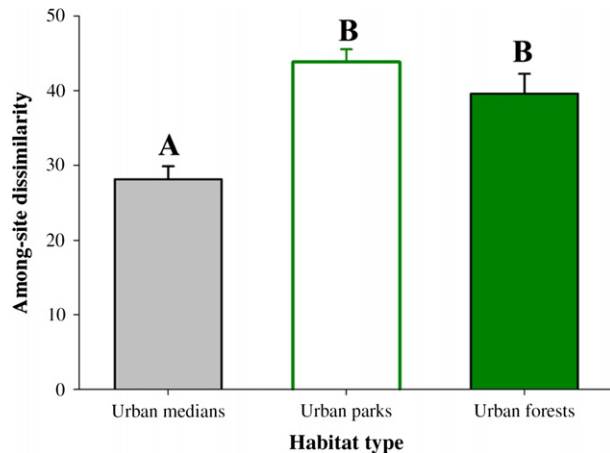 50
40
30
20
10
0
Among-site dissimilarity
A
B
B
Urban medians
Urban parks
Urban forests
Habitat type